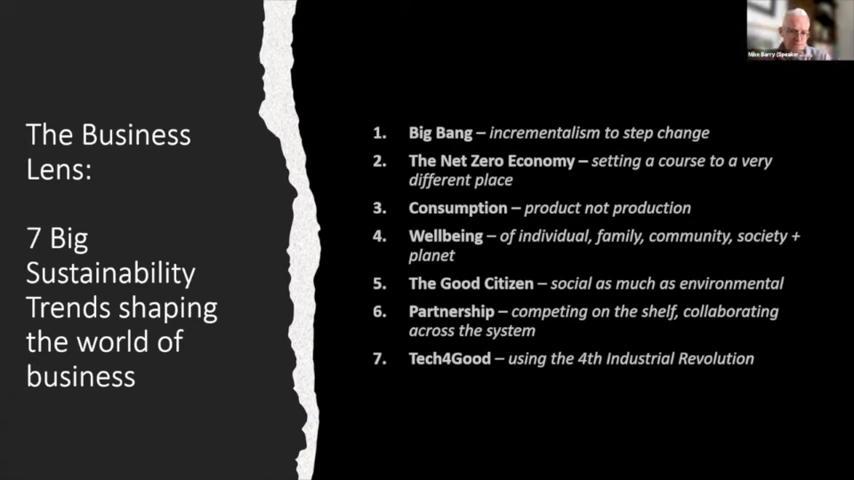 The Business
Lens:
7 Big
Sustainability
Trends shaping
the world of
business
1. Big Bang – incrementalism to step change
2. The Net Zero Economy – setting a course to a very
different place
3. Consumption – product not production
4. Wellbeing – of individual, family, community, society +
planet
5. The Good Citizen – social as much as environmental
6. Partnership – competing on the shelf, collaborating
across the system
7. Tech4Good – using the 4th Industrial Revolution
Mike Barry (Speaker